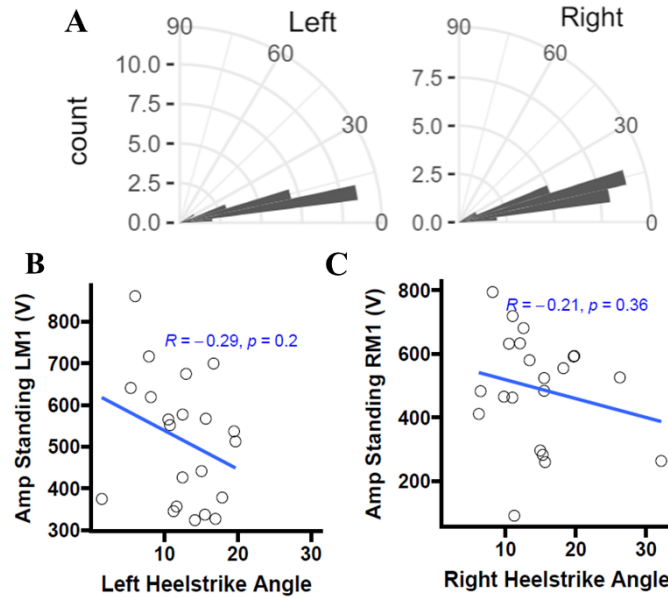 A
Left
Right
90
60
30
0
10.0
7.5
5.0
2.5
0.0
count
90
60
30
0
7.5
5.0
2.5
0.0
B
R = −0.29, p = 0.2
Amp Standing LM1 (V)
800
700
600
500
400
300
10
20
30
Left Heelstrike Angle
C
R = −0.21, p = 0.36
Amp Standing RM1 (V)
800
600
400
200
10
20
30
Right Heelstrike Angle